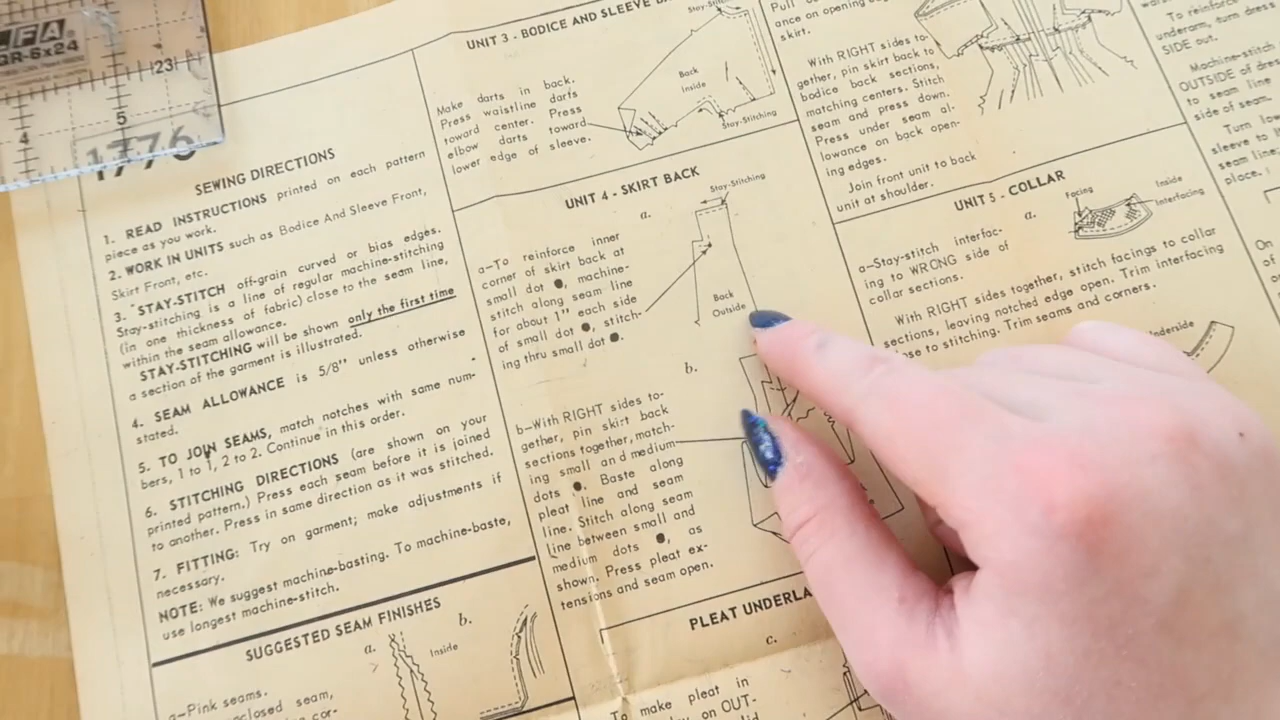 LFA®
QR-6x24
23
5
4
1776
SEWING DIRECTIONS
1. READ INSTRUCTIONS printed on each pattern
piece as you work.
2. WORK IN UNITS such as Bodice And Sleeve Front,
Skirt Front, etc.
3. STAY-STITCH off-grain curved or bias edges.
Stay-stitching is a line of regular machine-stitching
(in one thickness of fabric) close to the seam line,
within the seam allowance.
STAY-STITCHING will be shown only the first time
a section of the garment is illustrated.
4. SEAM ALLOWANCE is 5/8" unless otherwise
stated.
5. TO JOIN SEAMS, match notches with same num-
bers, 1 to 1, 2 to 2. Continue in this order.
6. STITCHING DIRECTIONS (are shown on your
printed pattern.) Press each seam before it is joined
to another. Press in same direction as it was stitched.
7. FITTING: Try on garment; make adjustments if
necessary.
NOTE: We suggest machine-basting. To machine-baste,
use longest machine-stitch.
SUGGESTED SEAM FINISHES
a.
b.
Inside
a—Pink seams.
seam,
UNIT 3 - BODICE AND SLEEVE
Make darts in back.
Press waistline darts
toward center. Press
elbow darts toward
lower edge of sleeve.
Back
Inside
Stay-Stitching
UNIT 4 - SKIRT BACK
a.
Stay-Stitching
a—To reinforce inner
corner of skirt back at
small dot ●, machine-
stitch along seam line
for about 1" each side
of small dot ●, stitch-
ing thru small dot ●.
Back
Outside
b.
b—With RIGHT sides to-
gether, pin skirt back
sections together, match-
ing small and medium
dots ●. Baste along
pleat line and seam
line. Stitch along seam
line between small and
medium dots ●, as
shown. Press pleat ex-
tensions and seam open.
PLEAT
c.
To make pleat in
on OUT-
ance on opening
skirt.
With RIGHT sides to-
gether, pin skirt back to
bodice back sections,
matching centers. Stitch
seam and press down.
Press under seam al-
lowance on back open-
ing edges.
Join front unit to back
unit at shoulder.
UNIT 5 - COLLAR
a.
Facing
Inside
Interfacing
a—Stay-stitch interfac-
ing to WRONG side of
collar sections.
With RIGHT sides together, stitch facings to collar
sections, leaving notched edge open. Trim interfacing
to stitching. Trim seams and corners.
Underside
To reinforce
underarm, turn dress
SIDE out.
Machine-stitch
OUTSIDE of dress
to seam line
side of seam.
Turn
sleeve to
seam line
place.
On